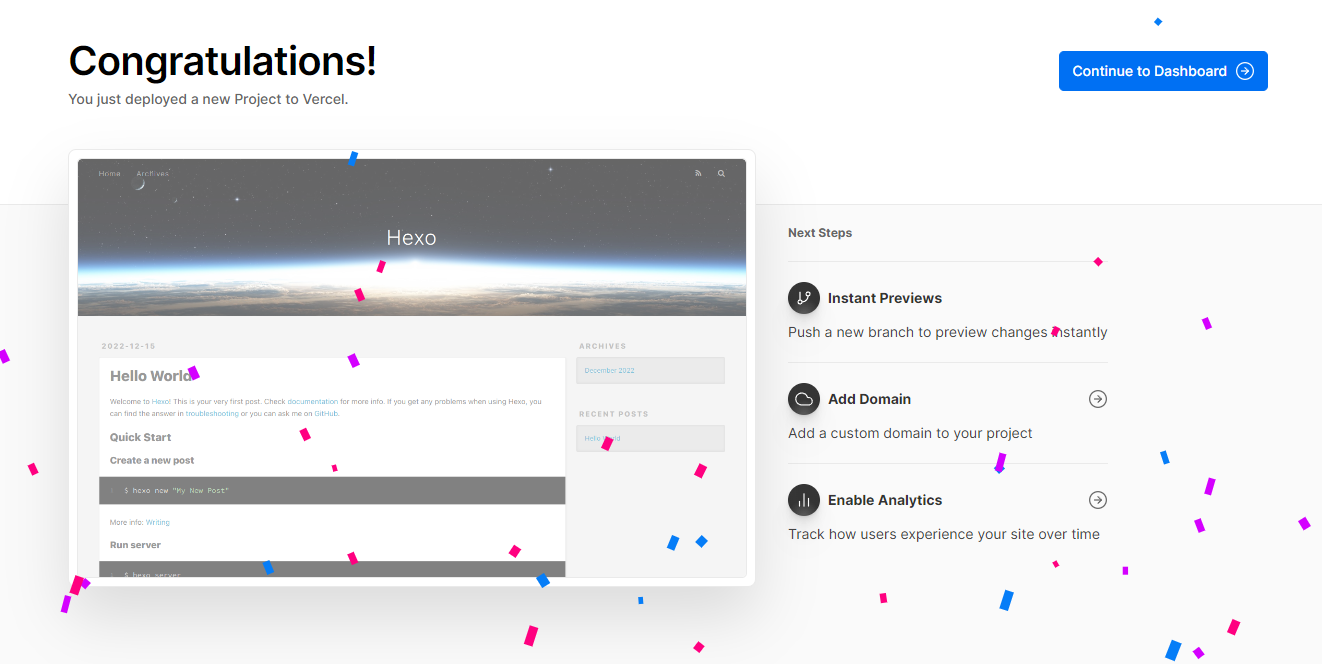 Congratulations!
You just deployed a new Project to Vercel.
Continue to Dashboard
Home Archives
Hexo
2022-12-15
Hello World
Welcome to Hexo! This is your very first post. Check documentation for more info. If you get any problems when using Hexo, you
can find the answer in troubleshooting or you can ask me on GitHub.
Quick Start
Create a new post
$ hexo new "My New Post"
More info: Writing
Run server
$ hexo server
ARCHIVES
December 2022
RECENT POSTS
Hello World
Next Steps
Instant Previews
Push a new branch to preview changes instantly
Add Domain
Add a custom domain to your project
Enable Analytics
Track how users experience your site over time